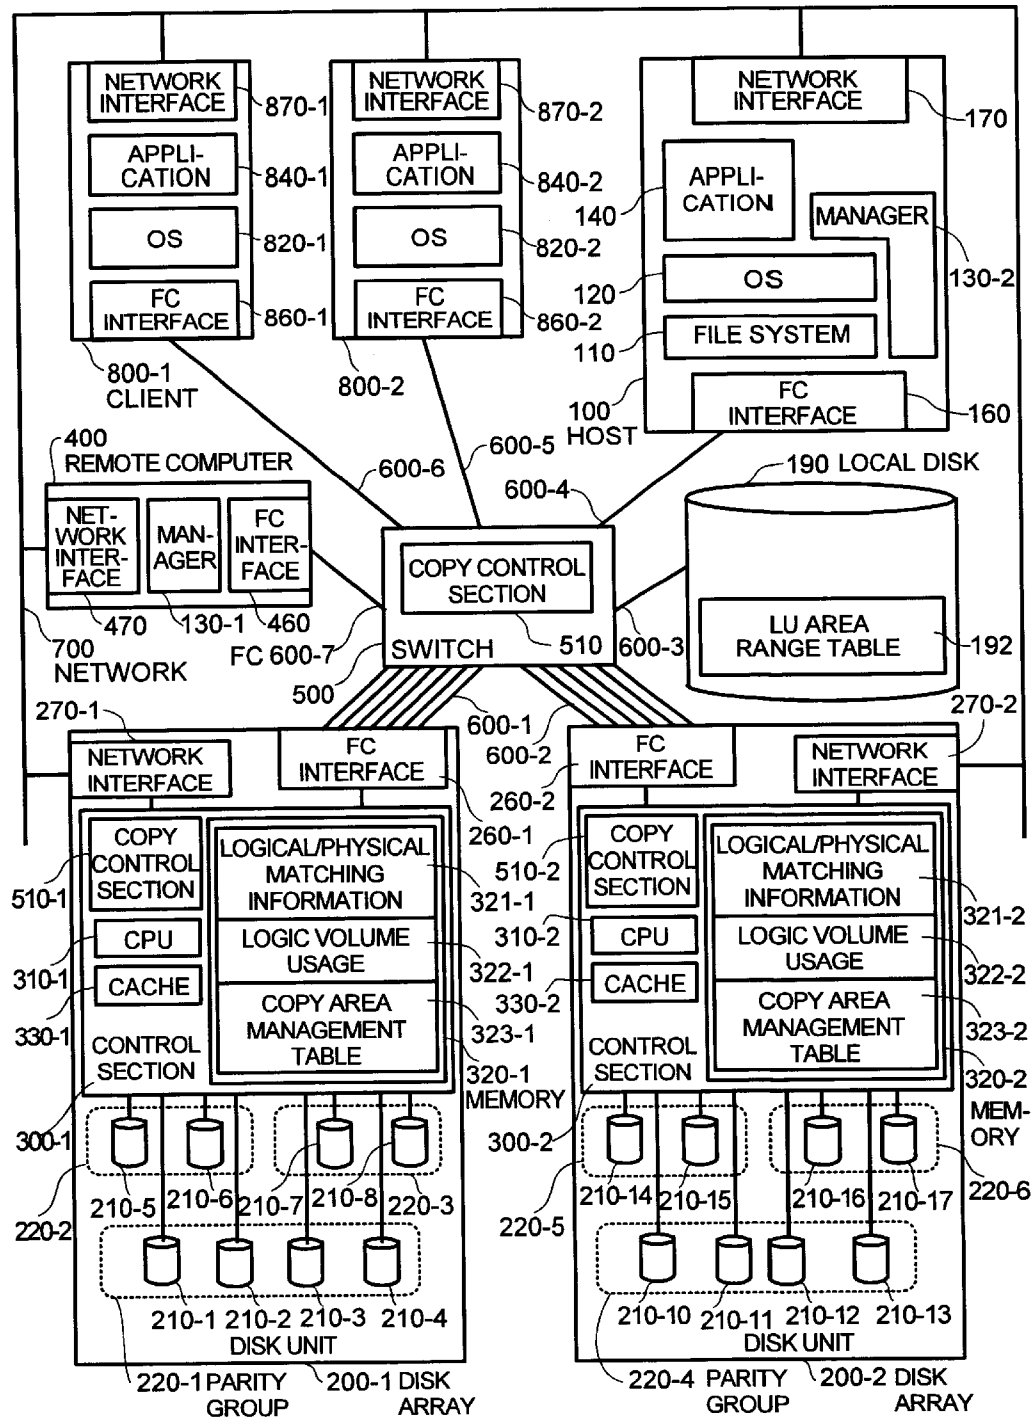 NETWORK
INTERFACE
870-1
APPLI-
CATION
840-1
OS
820-1
FC
INTERFACE
860-1
800-1
CLIENT
NETWORK
INTERFACE
870-2
APPLI-
CATION
840-2
OS
820-2
FC
INTERFACE
860-2
800-2
NETWORK
INTERFACE
170
APPLI-
CATION
140
MANAGER
130-2
OS
120
FILE SYSTEM
110
FC
INTERFACE
160
100
HOST
400
REMOTE COMPUTER
NET-
WORK
INTER-
FACE
470
MAN-
AGER
130-1
FC
INTER-
FACE
460
600-6
600-5
600-4
190 LOCAL DISK
LU AREA
RANGE TABLE
192
COPY CONTROL
SECTION
510
SWITCH
500
FC 600-7
600-3
700
NETWORK
600-1
600-2
270-1
NETWORK
INTERFACE
FC
INTERFACE
260-1
COPY
CONTROL
SECTION
510-1
CPU
310-1
CACHE
330-1
CONTROL
SECTION
300-1
LOGICAL/PHYSICAL
MATCHING
INFORMATION
321-1
LOGIC VOLUME
USAGE
322-1
COPY AREA
MANAGEMENT
TABLE
323-1
320-1
MEMORY
210-5
210-6
210-7
210-8
220-3
220-2
210-1
210-2
210-3
210-4
DISK UNIT
220-1 PARITY
GROUP
200-1 DISK
ARRAY
270-2
FC
INTERFACE
260-2
NETWORK
INTERFACE
COPY
CONTROL
SECTION
510-2
CPU
310-2
CACHE
330-2
CONTROL
SECTION
300-2
LOGICAL/PHYSICAL
MATCHING
INFORMATION
321-2
LOGIC VOLUME
USAGE
322-2
COPY AREA
MANAGEMENT
TABLE
323-2
320-2
MEM-
ORY
210-14
210-15
210-16
210-17
220-6
220-5
210-10
210-11
210-12
210-13
DISK UNIT
220-4 PARITY
GROUP
200-2 DISK
ARRAY